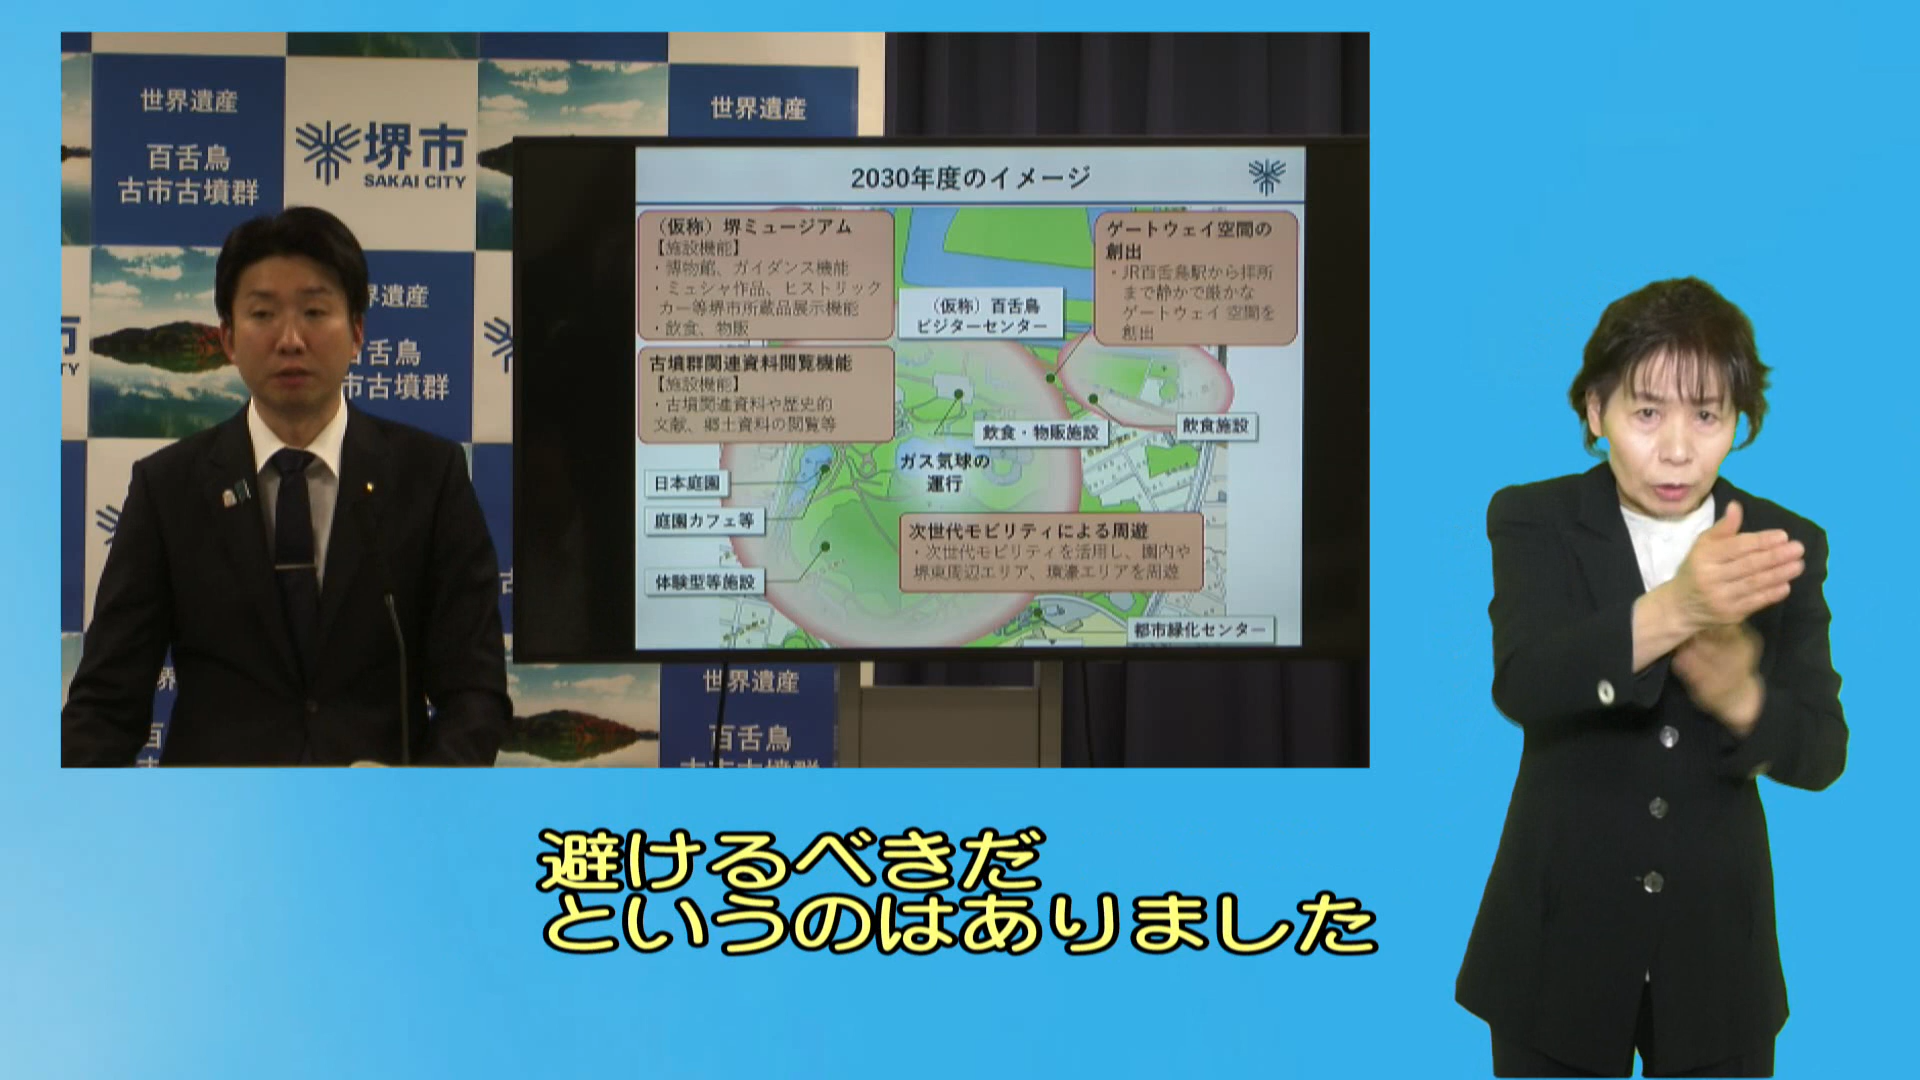 世界遺産
百舌鳥
古市古墳群
堺市
SAKAI CITY
世界遺産
界遺産
舌鳥
市古墳群
市
TY
2030年度のイメージ
(仮称)堺ミュージアム
【施設機能】
・博物館、ガイダンス機能
・ミュシャ作品、ヒストリック
カー等堺市所蔵品展示機能
・飲食、物販
古墳群関連資料閲覧機能
【施設機能】
・古墳関連資料や歴史的
文献、郷土資料の閲覧等
(仮称)百舌鳥
ビジターセンター
ゲートウェイ空間の
創出
・JR百舌鳥駅から拝所
まで静かで厳かな
ゲートウェイ空間を
創出
飲食・物販施設
飲食施設
ガス気球の
運行
日本庭園
庭園カフェ等
体験型等施設
次世代モビリティによる周遊
・次世代モビリティを活用し、園内や
堺東周辺エリア、環濠エリアを周遊
都市緑化センター
世界遺産
百舌鳥
避けるべきだ
というのはありました